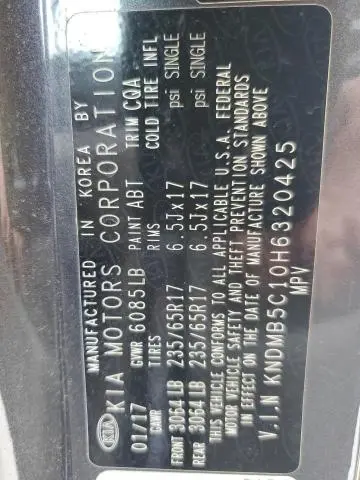 MANUFACTURED IN KOREA BY
KIA KIA MOTORS CORPORATION
01/17 GVWR 6085LB PAINT ABT TRIM CQA
GAWR TIRES RIMS COLD TIRE INFL
FRONT 3064LB 235/65R17 6.5Jx17 psi SINGLE
REAR 3064LB 235/65R17 6.5Jx17 psi SINGLE
THIS VEHICLE CONFORMS TO ALL APPLICABLE U.S.A. FEDERAL
MOTOR VEHICLE SAFETY AND THEFT PREVENTION STANDARDS
IN EFFECT ON THE DATE OF MANUFACTURE SHOWN ABOVE
V.I.N KNDMB5C10H6320425
MPV